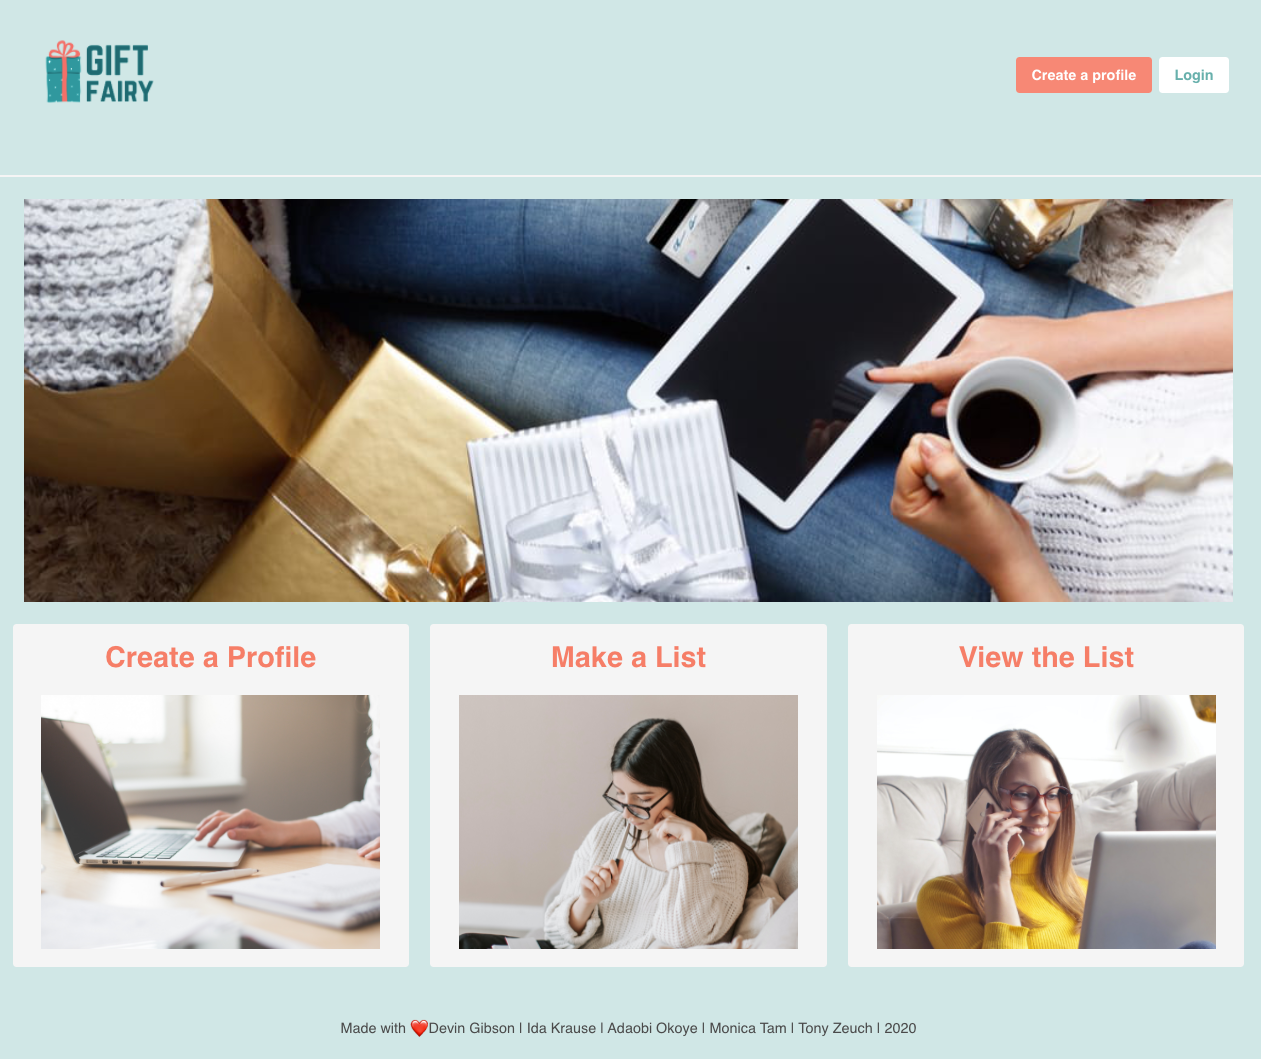 GIFT
FAIRY
Create a profile
Login
Create a Profile
Make a List
View the List
Made with ❤️Devin Gibson | Ida Krause | Adaobi Okoye | Monica Tam | Tony Zeuch | 2020